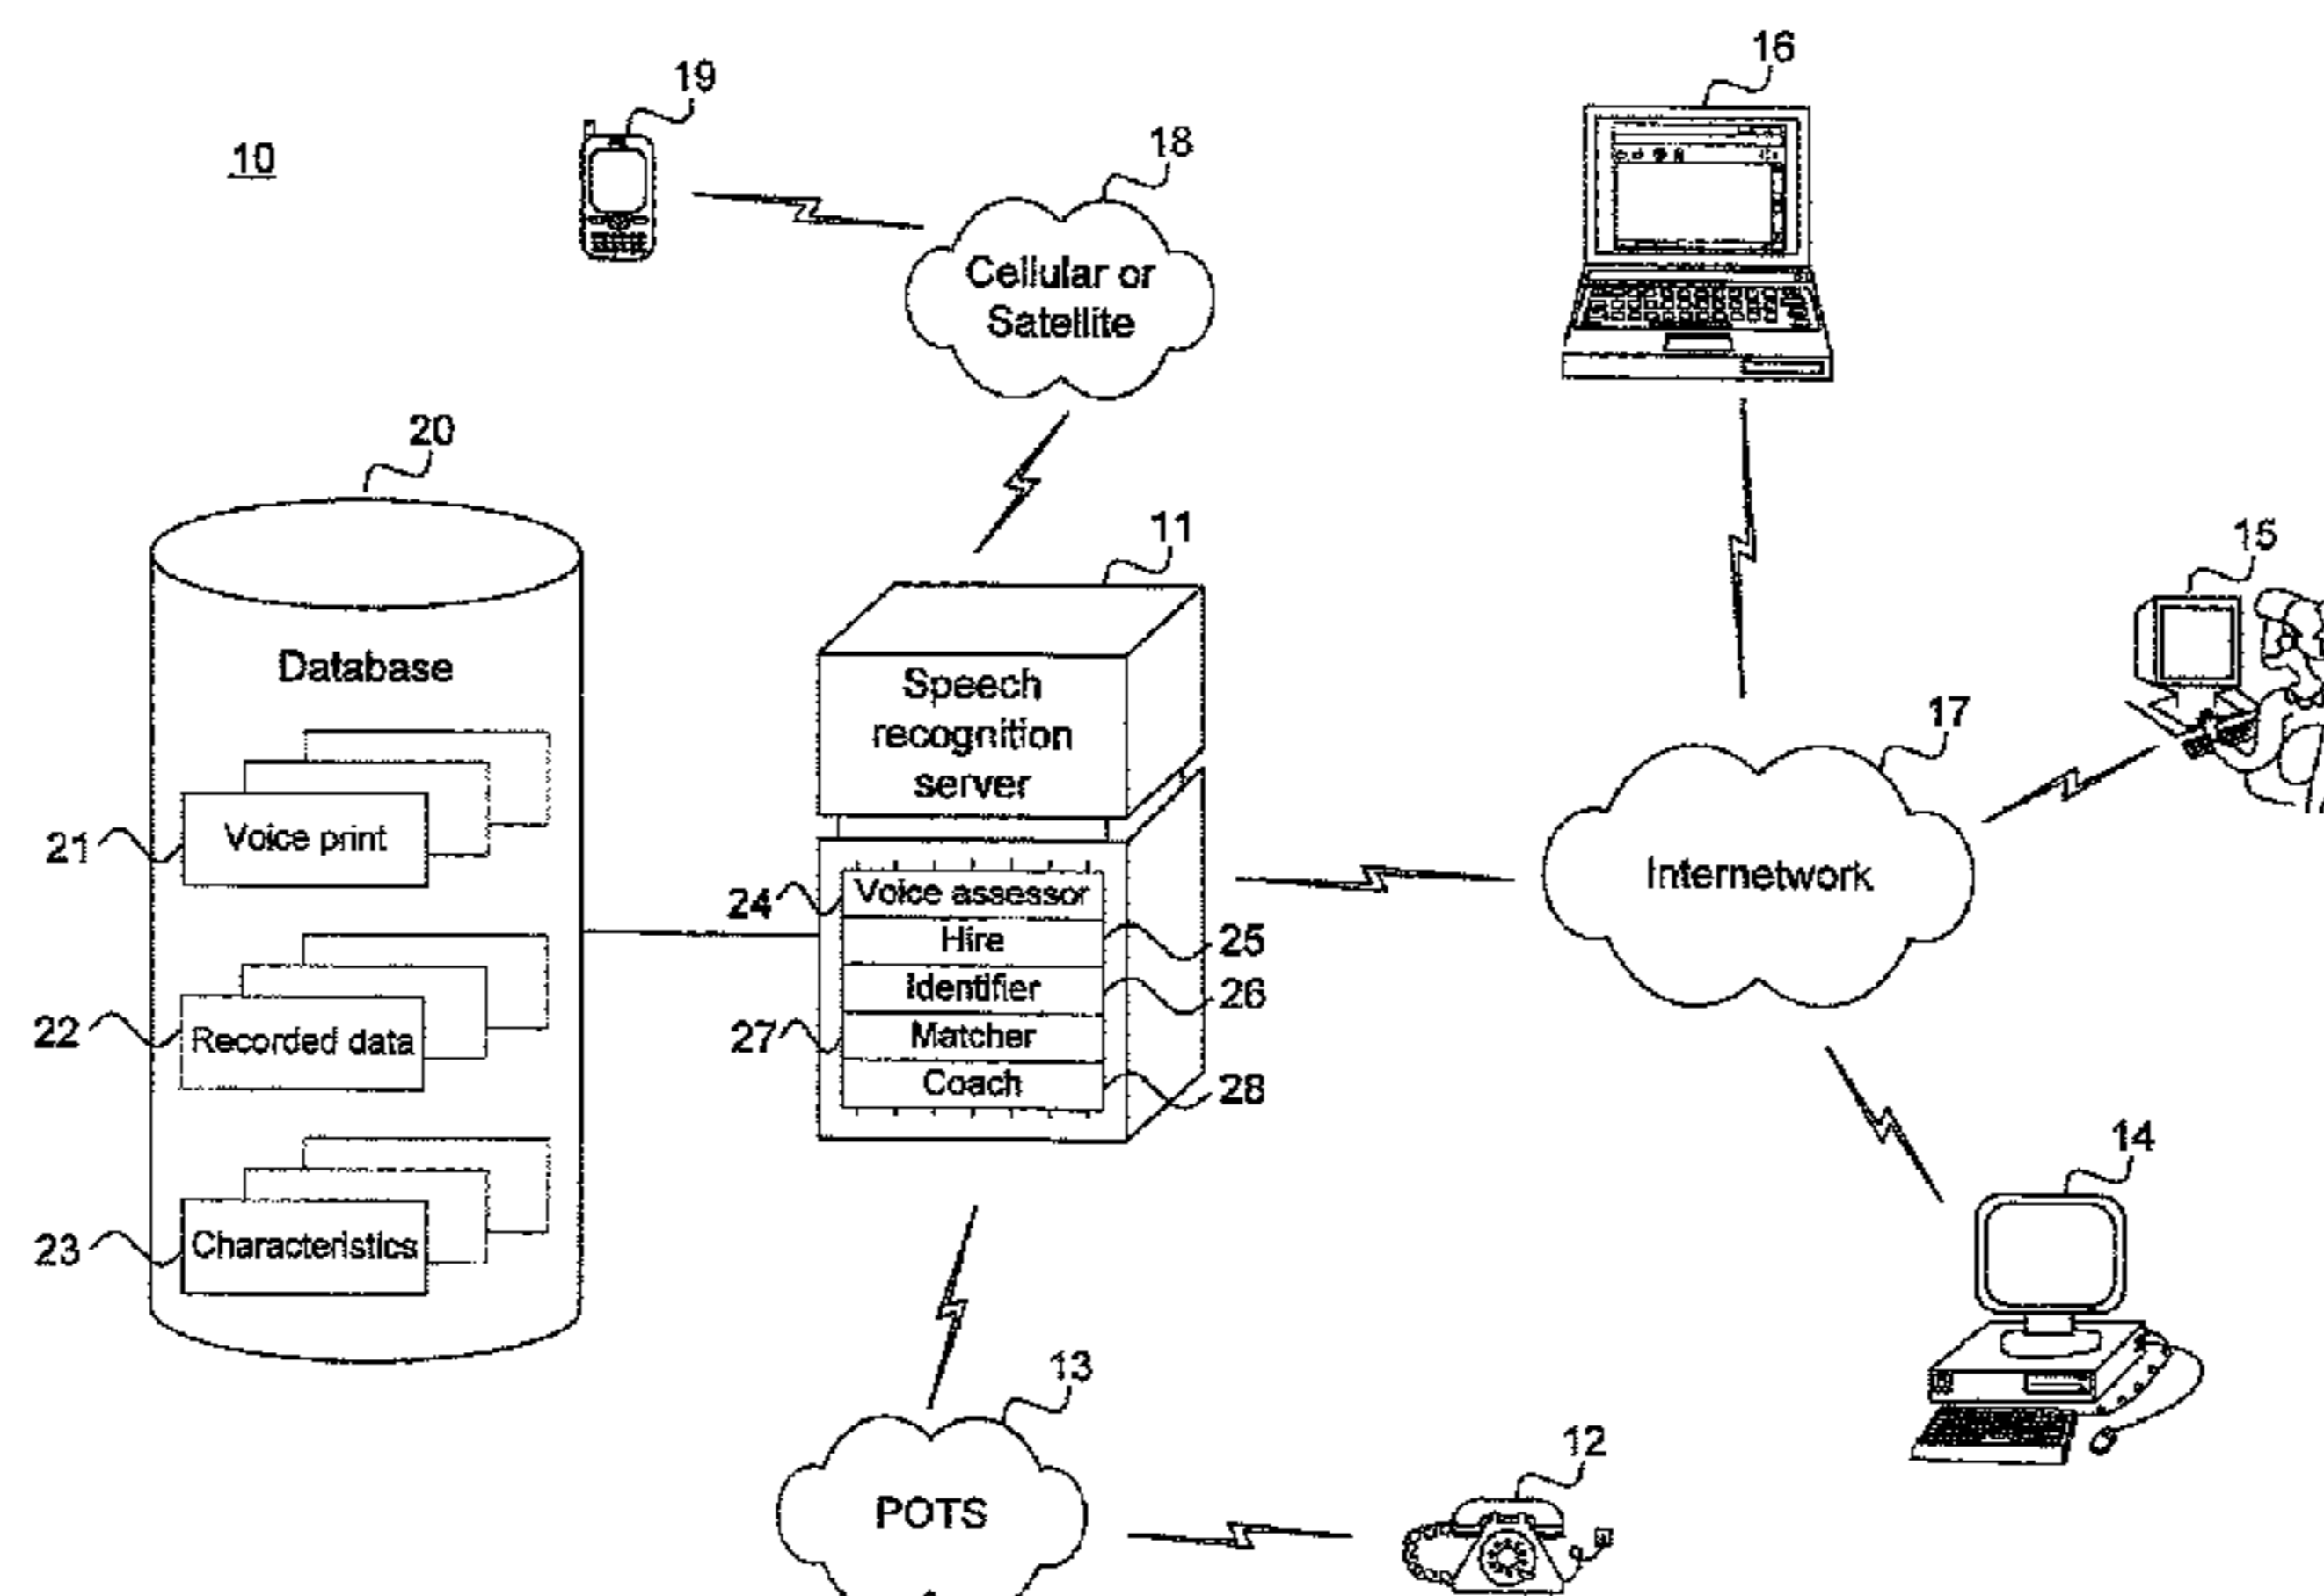 16
19
18
10
Cellular or
Satellite
20
11
15
Database
Speech
recognition
server
17
21
Voice print
Internetwork
24
Voice assessor
Hire
25
Identifier
26
22
Recorded data
27
Matcher
Coach
28
14
23
Characteristics
13
12
POTS